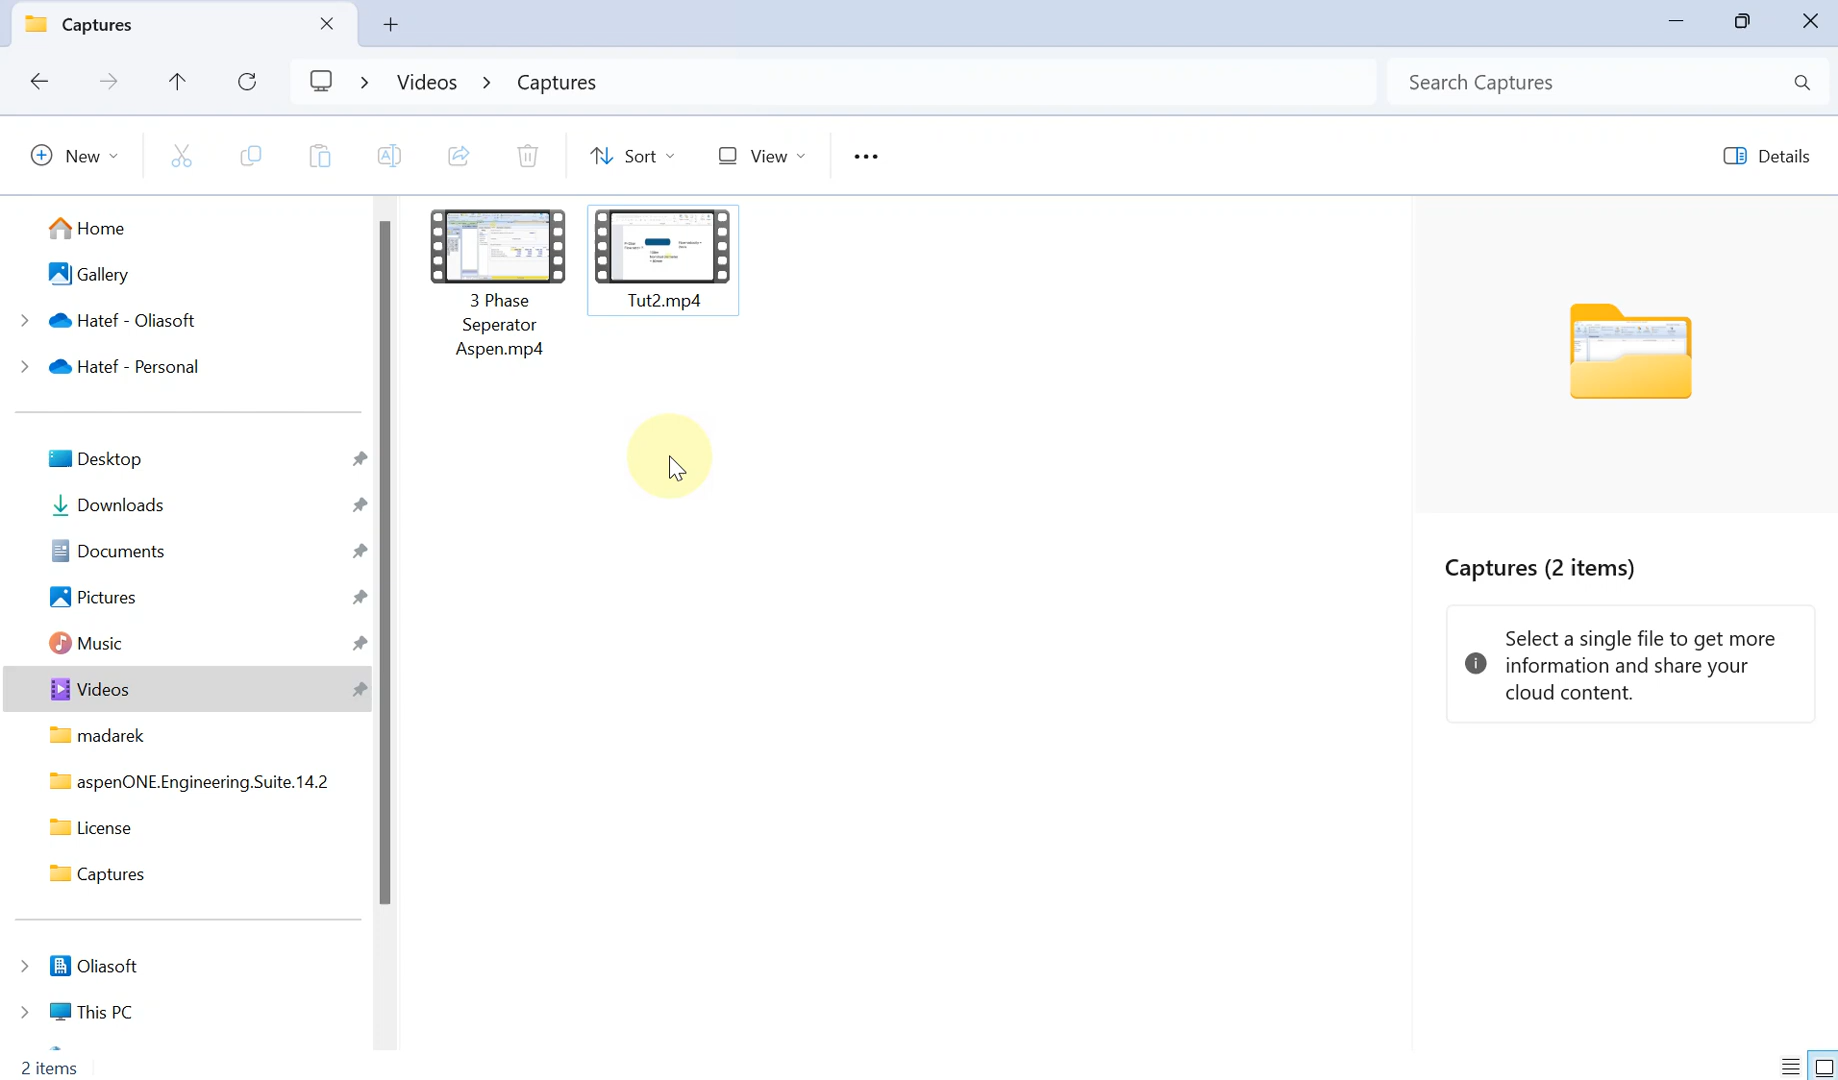 Captures
Videos
Captures
Search Captures
New
Sort
View
Details
Home
Gallery
Hatef - Oliasoft
Hatef - Personal
Desktop
Downloads
Documents
Pictures
Music
Videos
madarek
aspenONE.Engineering.Suite.14.2
License
Captures
Oliasoft
This PC
3 Phase
Seperator
Aspen.mp4
Tut2.mp4
Captures (2 items)
Select a single file to get more
information and share your
cloud content.
2 items